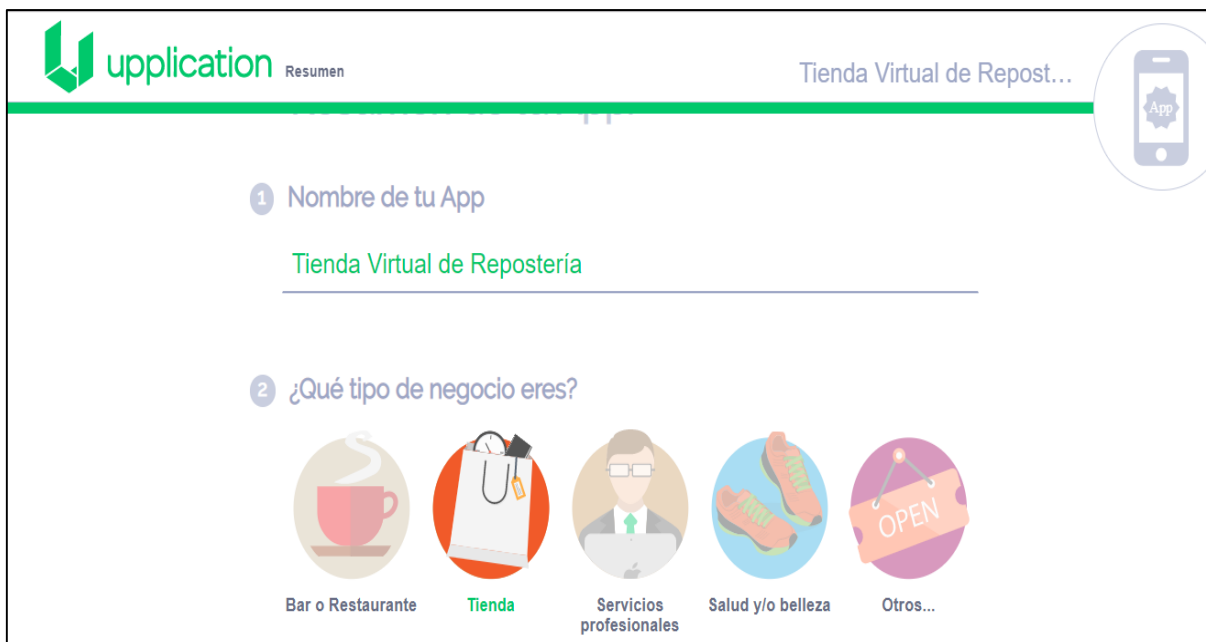 upplication Resumen
Tienda Virtual de Repost...
App
1 Nombre de tu App
Tienda Virtual de Repostería
2 ¿Qué tipo de negocio eres?
OPEN
Bar o Restaurante
Tienda
Servicios
profesionales
Salud y/o belleza
Otros...